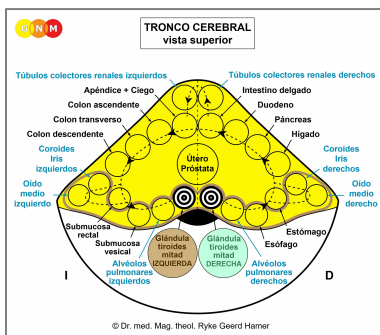 GNM
TRONCO CEREBRAL
vista superior
Túbulos colectores renales izquierdos
Túbulos colectores renales derechos
Apéndice + Ciego
Intestino delgado
Colon ascendente
Duodeno
Colon transverso
Páncreas
Colon descendente
Hígado
Coroides
Iris
izquierdos
Útero
Próstata
Coroides
Iris
derechos
Oído
medio
izquierdo
Oído
medio
derecho
Submucosa
rectal
Submucosa
vesical
Estómago
Esófago
Glándula
tiroides
mitad
IZQUIERDA
Glándula
tiroides
mitad
DERECHA
Alvéolos
pulmonares
izquierdos
Alvéolos
pulmonares
derechos
I
D
© Dr. med. Mag. theol. Ryke Geerd Hamer